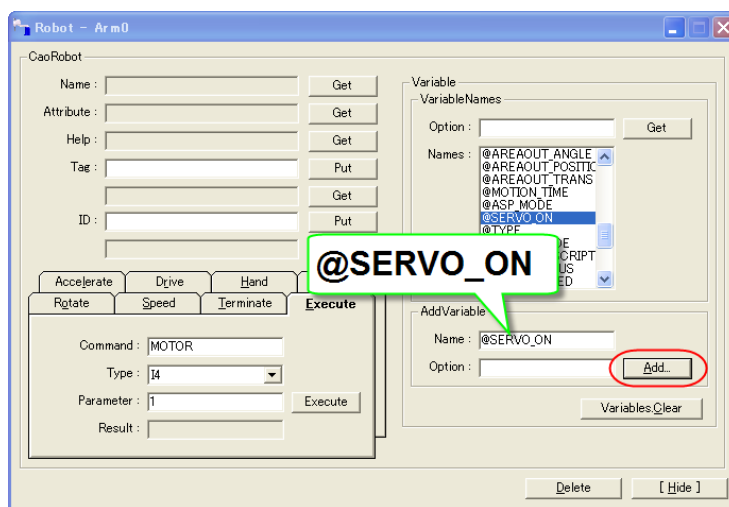 Robot - Arm0
CaoRobot
Name :
Get
Attribute :
Get
Help :
Get
Tag :
Put
Get
ID :
Put
Accelerate
Drive
Hand
Rotate
Speed
Terminate
Execute
Command :
MOTOR
Type :
I4
Parameter :
1
Execute
Result :
Variable
VariableNames
Option :
Get
Names :
@AREAOUT_ANGLE
@AREAOUT_POSITIC
@AREAOUT_TRANS
@MOTION_TIME
@ASP_MODE
@SERVO_ON
@TYPE
@SERVO_ON
AddVariable
Name :
@SERVO_ON
Option :
Add...
Variables.Clear
Delete
[ Hide ]